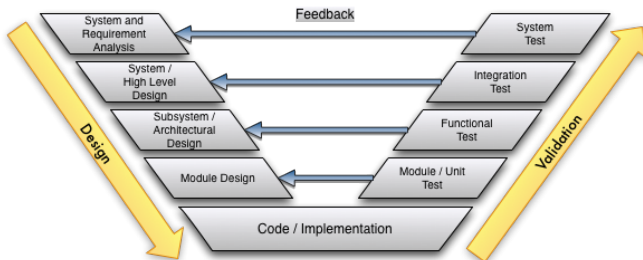 Feedback
System and
Requirement
Analysis
System
Test
System /
High Level
Design
Integration
Test
Subsystem /
Architectural
Design
Functional
Test
Module Design
Module / Unit
Test
Code / Implementation
Design
Validation